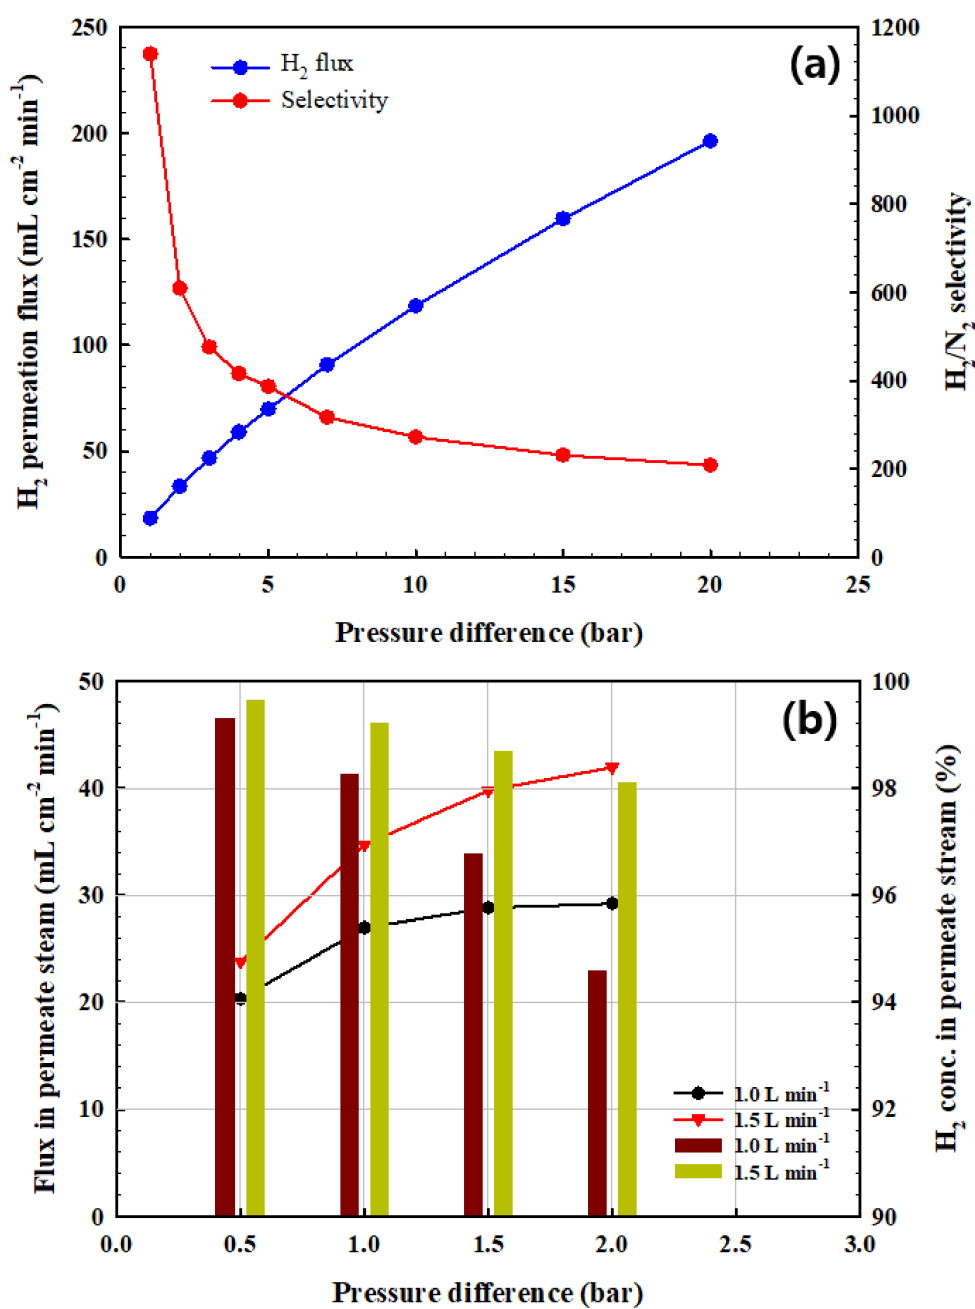 (a)
H₂ flux
Selectivity
H₂ permeation flux (mL cm⁻² min⁻¹)
250
200
150
100
50
0
H₂/N₂ selectivity
1200
1000
800
600
400
200
0
0 5 10 15 20 25
Pressure difference (bar)
(b)
Flux in permeate steam (mL cm⁻² min⁻¹)
50
40
30
20
10
0
H₂ conc. in permeate stream (%)
100
98
96
94
92
90
1.0 L min⁻¹
1.5 L min⁻¹
1.0 L min⁻¹
1.5 L min⁻¹
0.0 0.5 1.0 1.5 2.0 2.5 3.0
Pressure difference (bar)